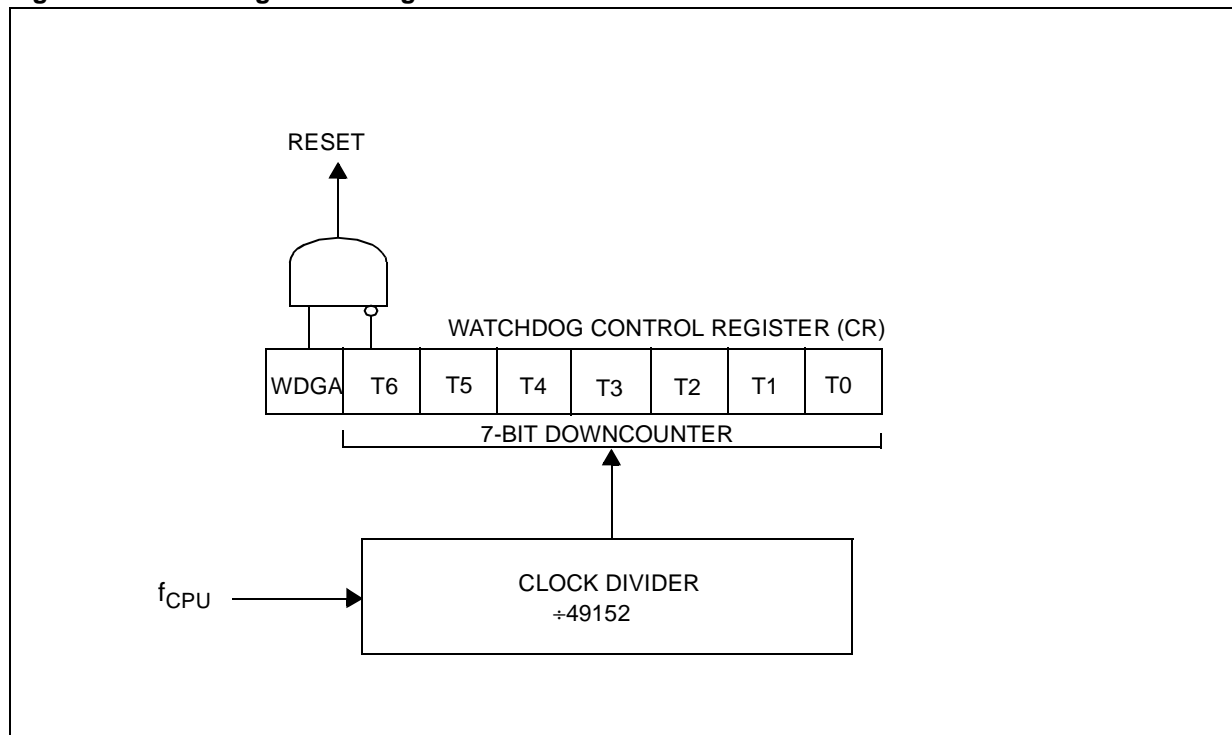 RESET
WATCHDOG CONTROL REGISTER (CR)
WDGA T6 T5 T4 T3 T2 T1 T0
7-BIT DOWNCOUNTER
fCPU
CLOCK DIVIDER
÷49152